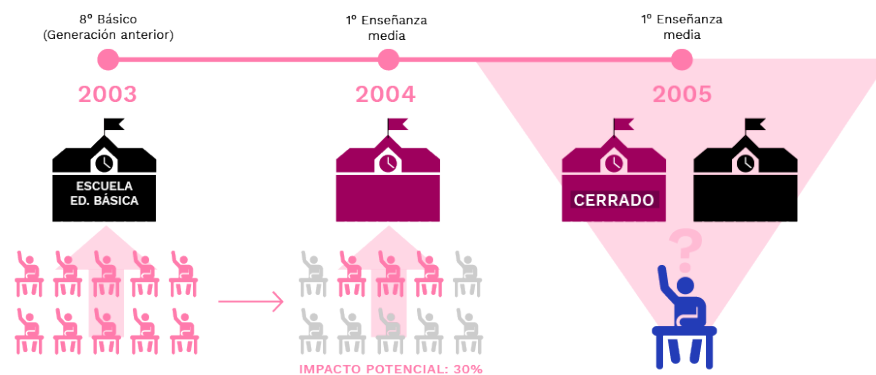 8° Básico
(Generación anterior)
1° Enseñanza
media
1° Enseñanza
media
2003
2004
2005
ESCUELA
ED. BÁSICA
CERRADO
?
IMPACTO POTENCIAL: 30%